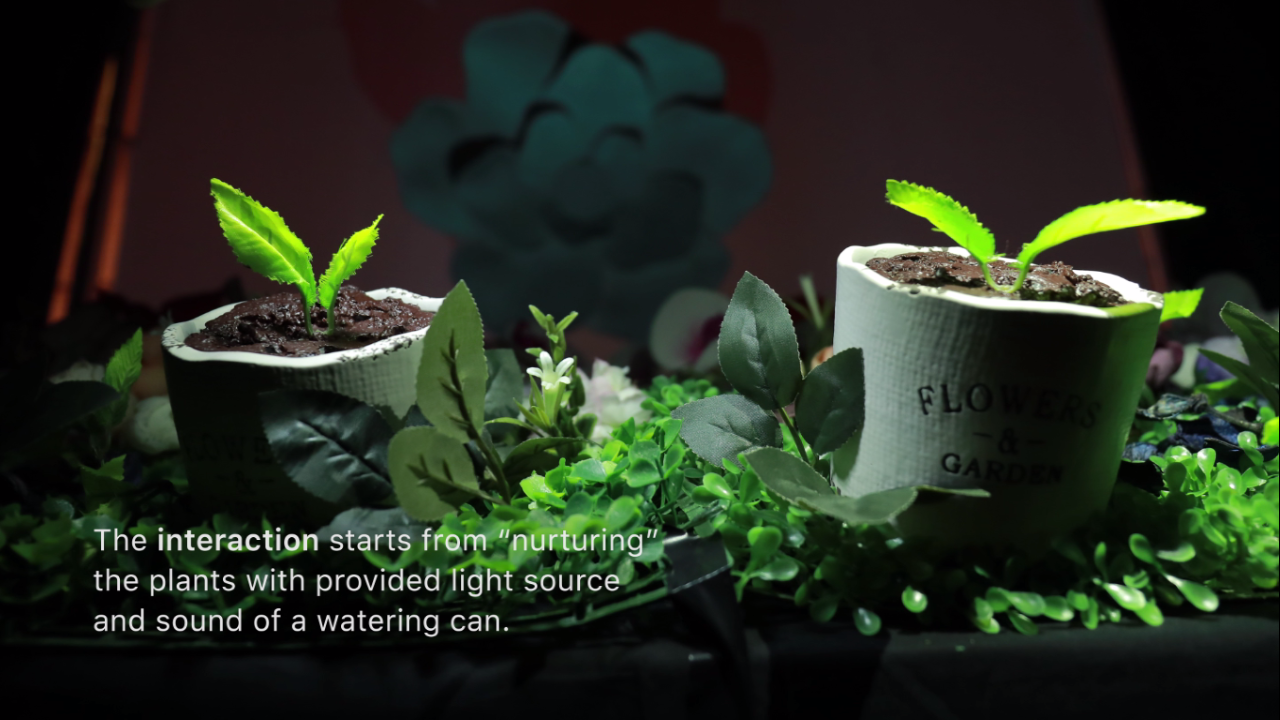 FLOWERS
-&-
GARDEN
The interaction starts from “nurturing”
the plants with provided light source
and sound of a watering can.